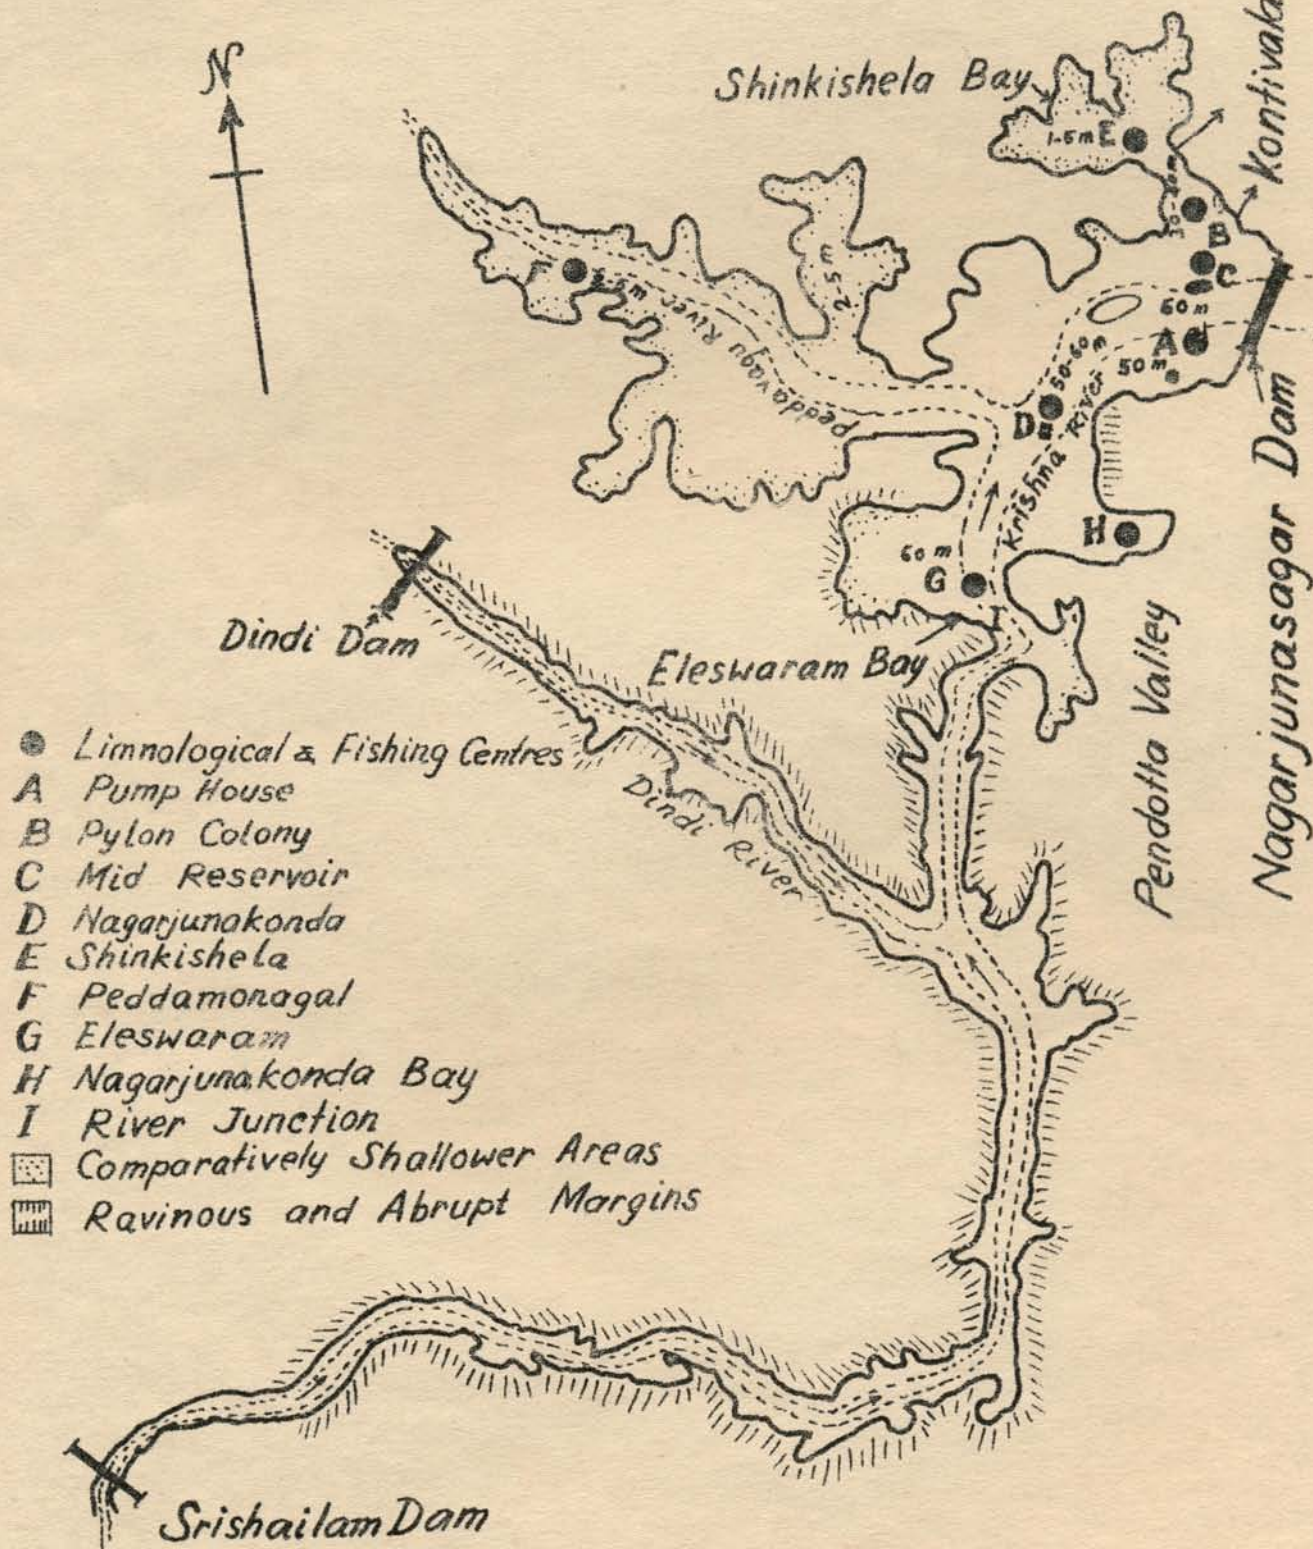 N
Shinkishela Bay
1-5m E
B
C
60m
A
50m
50-60m
D
F
2-5m
Peddavagu River
Krishna River
H
60m
G
Eleswaram Bay
Dindi Dam
Dindi River
Pendotta Valley
Nagarjunasagar Dam
Limnological & Fishing Centres
A Pump House
B Pylon Colony
C Mid Reservoir
D Nagarjunakonda
E Shinkishela
F Peddamonagal
G Eleswaram
H Nagarjunakonda Bay
I River Junction
Comparatively Shallower Areas
Ravinous and Abrupt Margins
Srishailam Dam